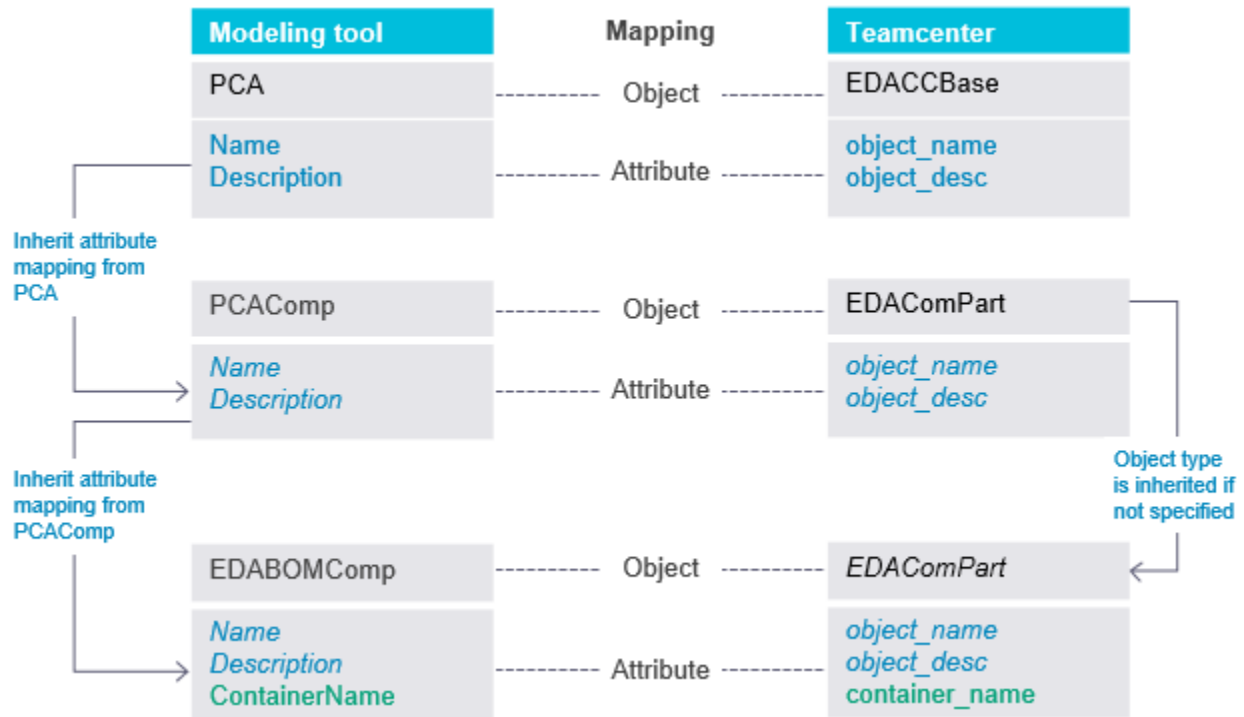 Modeling tool
Mapping
Teamcenter
PCA
Object
EDACCBase
Name
Description
Attribute
object_name
object_desc
Inherit attribute
mapping from
PCA
PCAComp
Object
EDAComPart
Name
Description
Attribute
object_name
object_desc
Inherit attribute
mapping from
PCAComp
Object type
is inherited if
not specified
EDABOMComp
Object
EDAComPart
Name
Description
ContainerName
Attribute
object_name
object_desc
container_name